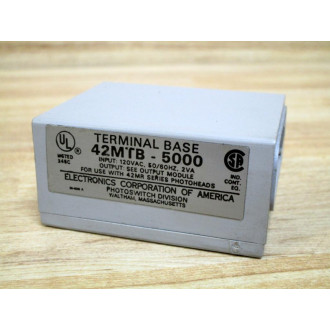 TERMINAL BASE
42MTB - 5000
INPUT: 120VAC, 50/60HZ, 2VA
OUTPUT: SEE OUTPUT MODULE
FOR USE WITH 42MR SERIES PHOTOHEADS
ELECTRONICS CORPORATION OF AMERICA
PHOTOSWITCH DIVISION
WALTHAM, MASSACHUSETTS
UL
LISTED
IND.
CONT.
EQ.